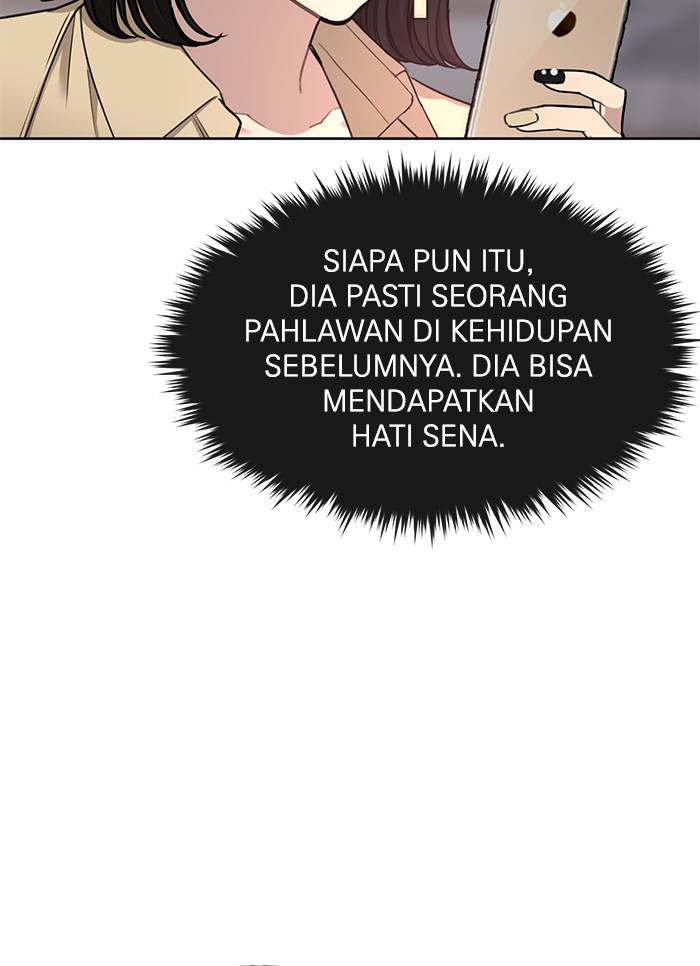 SIAPA PUN ITU,
DIA PASTI SEORANG
PAHLAWAN DI KEHIDUPAN
SEBELUMNYA. DIA BISA
MENDAPATKAN
HATI SENA.